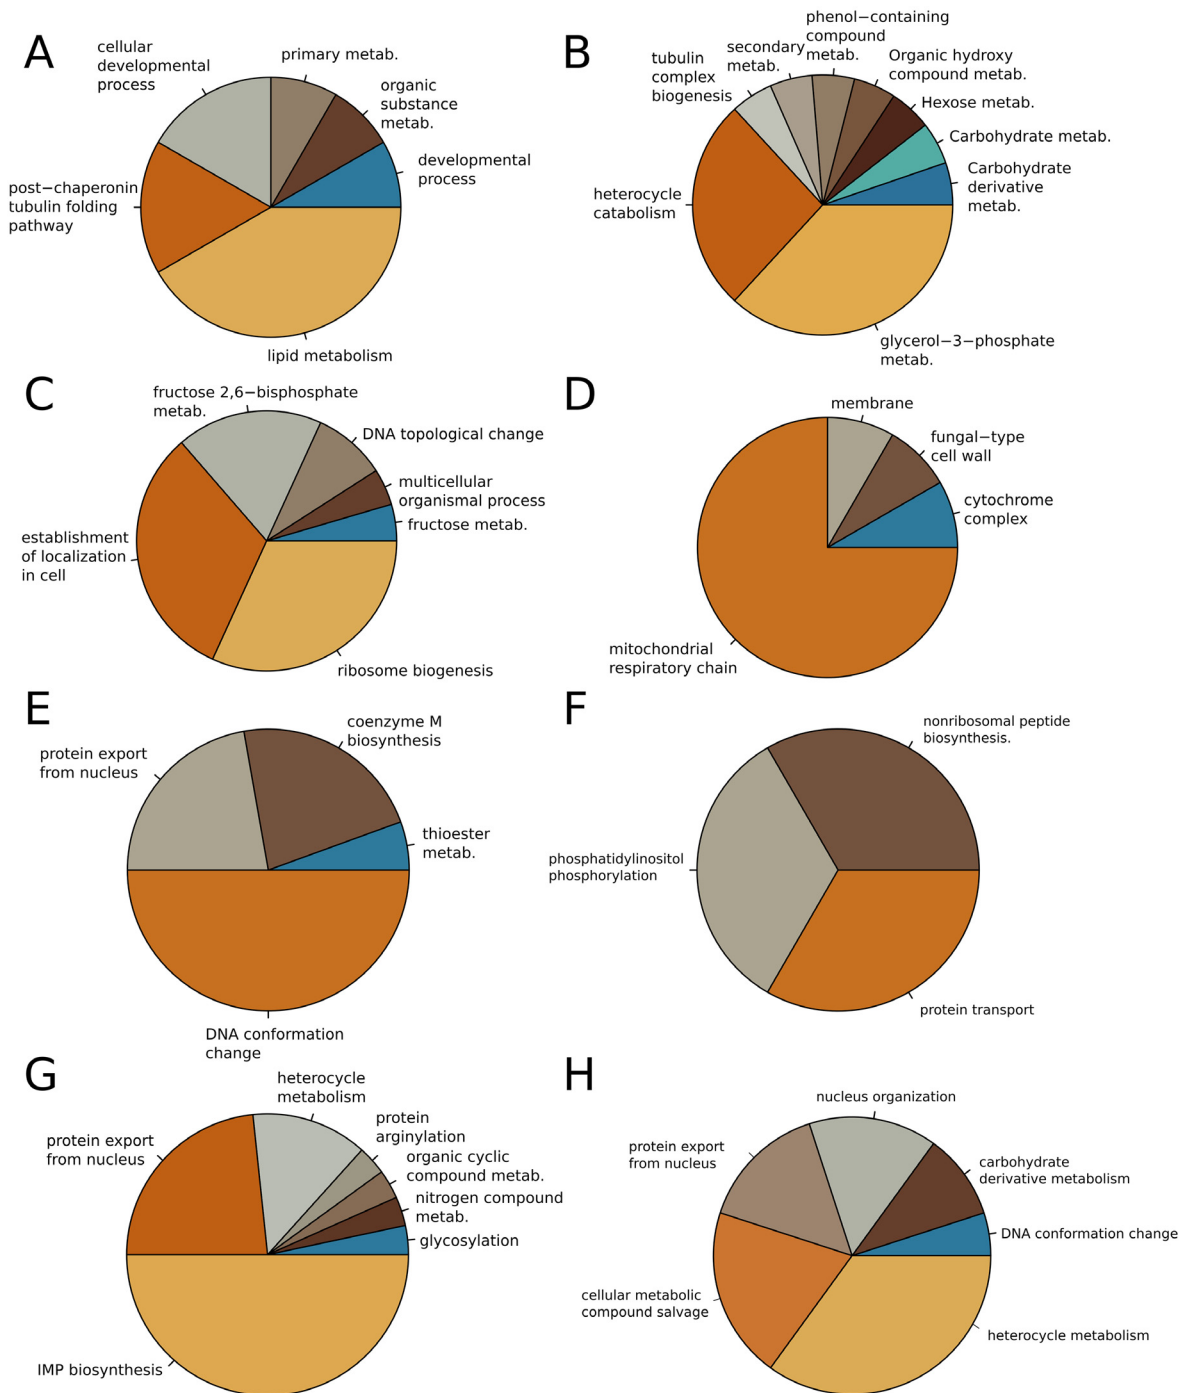 A
cellular
developmental
process
primary metab.
organic
substance
metab.
developmental
process
post−chaperonin
tubulin folding
pathway
lipid metabolism
B
phenol−containing
compound
metab.
secondary
metab.
tubulin
complex
biogenesis
Organic hydroxy
compound metab.
Hexose metab.
Carbohydrate metab.
Carbohydrate
derivative
metab.
heterocycle
catabolism
glycerol−3−phosphate
metab.
C
fructose 2,6−bisphosphate
metab.
DNA topological change
multicellular
organismal process
fructose metab.
establishment
of localization
in cell
ribosome biogenesis
D
membrane
fungal−type
cell wall
cytochrome
complex
mitochondrial
respiratory chain
E
coenzyme M
biosynthesis
protein export
from nucleus
thioester
metab.
DNA conformation
change
F
nonribosomal peptide
biosynthesis.
phosphatidylinositol
phosphorylation
protein transport
G
heterocycle
metabolism
protein
arginylation
protein export
from nucleus
organic cyclic
compound metab.
nitrogen compound
metab.
glycosylation
IMP biosynthesis
H
nucleus organization
protein export
from nucleus
carbohydrate
derivative metabolism
DNA conformation change
cellular metabolic
compound salvage
heterocycle metabolism